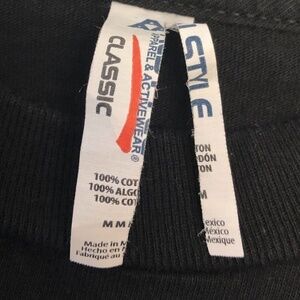 CLASSIC
APPAREL & ACTIVEWEAR®
STYLE
100% COT
100% ALGO
100% COT
M M M
Made in M
Hecho en M
Fabriqué au
TON
DÓN
TON
M
exico
México
Mexique